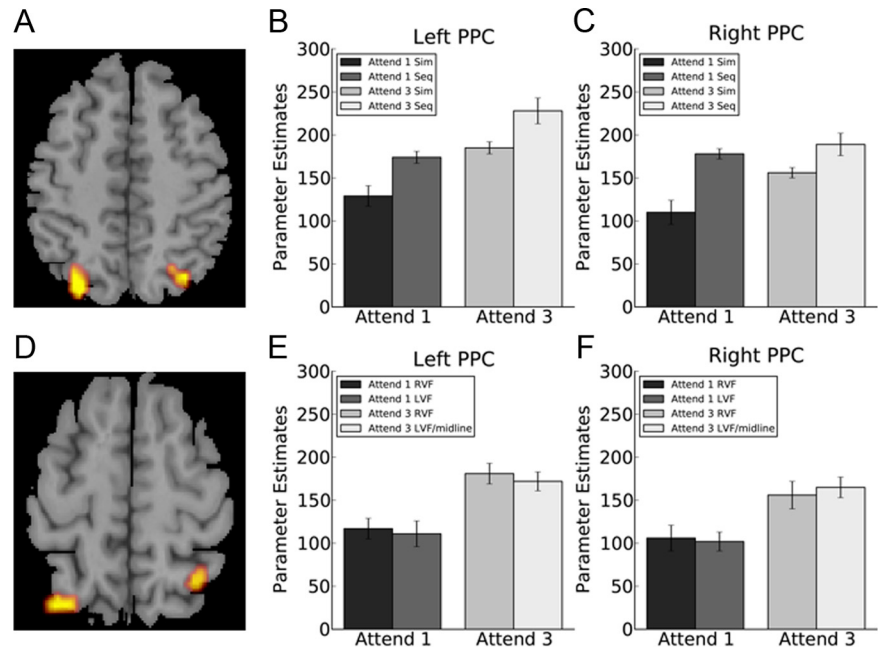 A
B
Left PPC
300
250
200
150
100
50
0
Parameter Estimates
Attend 1 Sim
Attend 1 Seq
Attend 3 Sim
Attend 3 Seq
Attend 1
Attend 3
C
Right PPC
300
250
200
150
100
50
0
Parameter Estimates
Attend 1 Sim
Attend 1 Seq
Attend 3 Sim
Attend 3 Seq
Attend 1
Attend 3
D
E
Left PPC
300
250
200
150
100
50
0
Parameter Estimates
Attend 1 RVF
Attend 1 LVF
Attend 3 RVF
Attend 3 LVF/midline
Attend 1
Attend 3
F
Right PPC
300
250
200
150
100
50
0
Parameter Estimates
Attend 1 RVF
Attend 1 LVF
Attend 3 RVF
Attend 3 LVF/midline
Attend 1
Attend 3